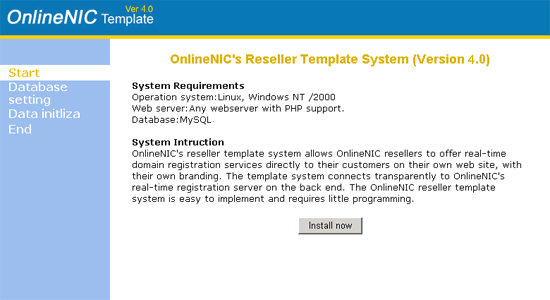 Ver 4.0
OnlineNIC Template
Start
Database
setting
Data initliza
End
OnlineNIC's Reseller Template System (Version 4.0)
System Requirements
Operation system:Linux, Windows NT /2000
Web server:Any webserver with PHP support.
Database:MySQL
System Intruction
OnlineNIC's reseller template system allows OnlineNIC resellers to offer real-time
domain registration services directly to their customers on their own web site, with
their own branding. The template system connects transparently to OnlineNIC's
real-time registration server on the back end. The OnlineNIC reseller template
system is easy to implement and requires little programming.
Install now